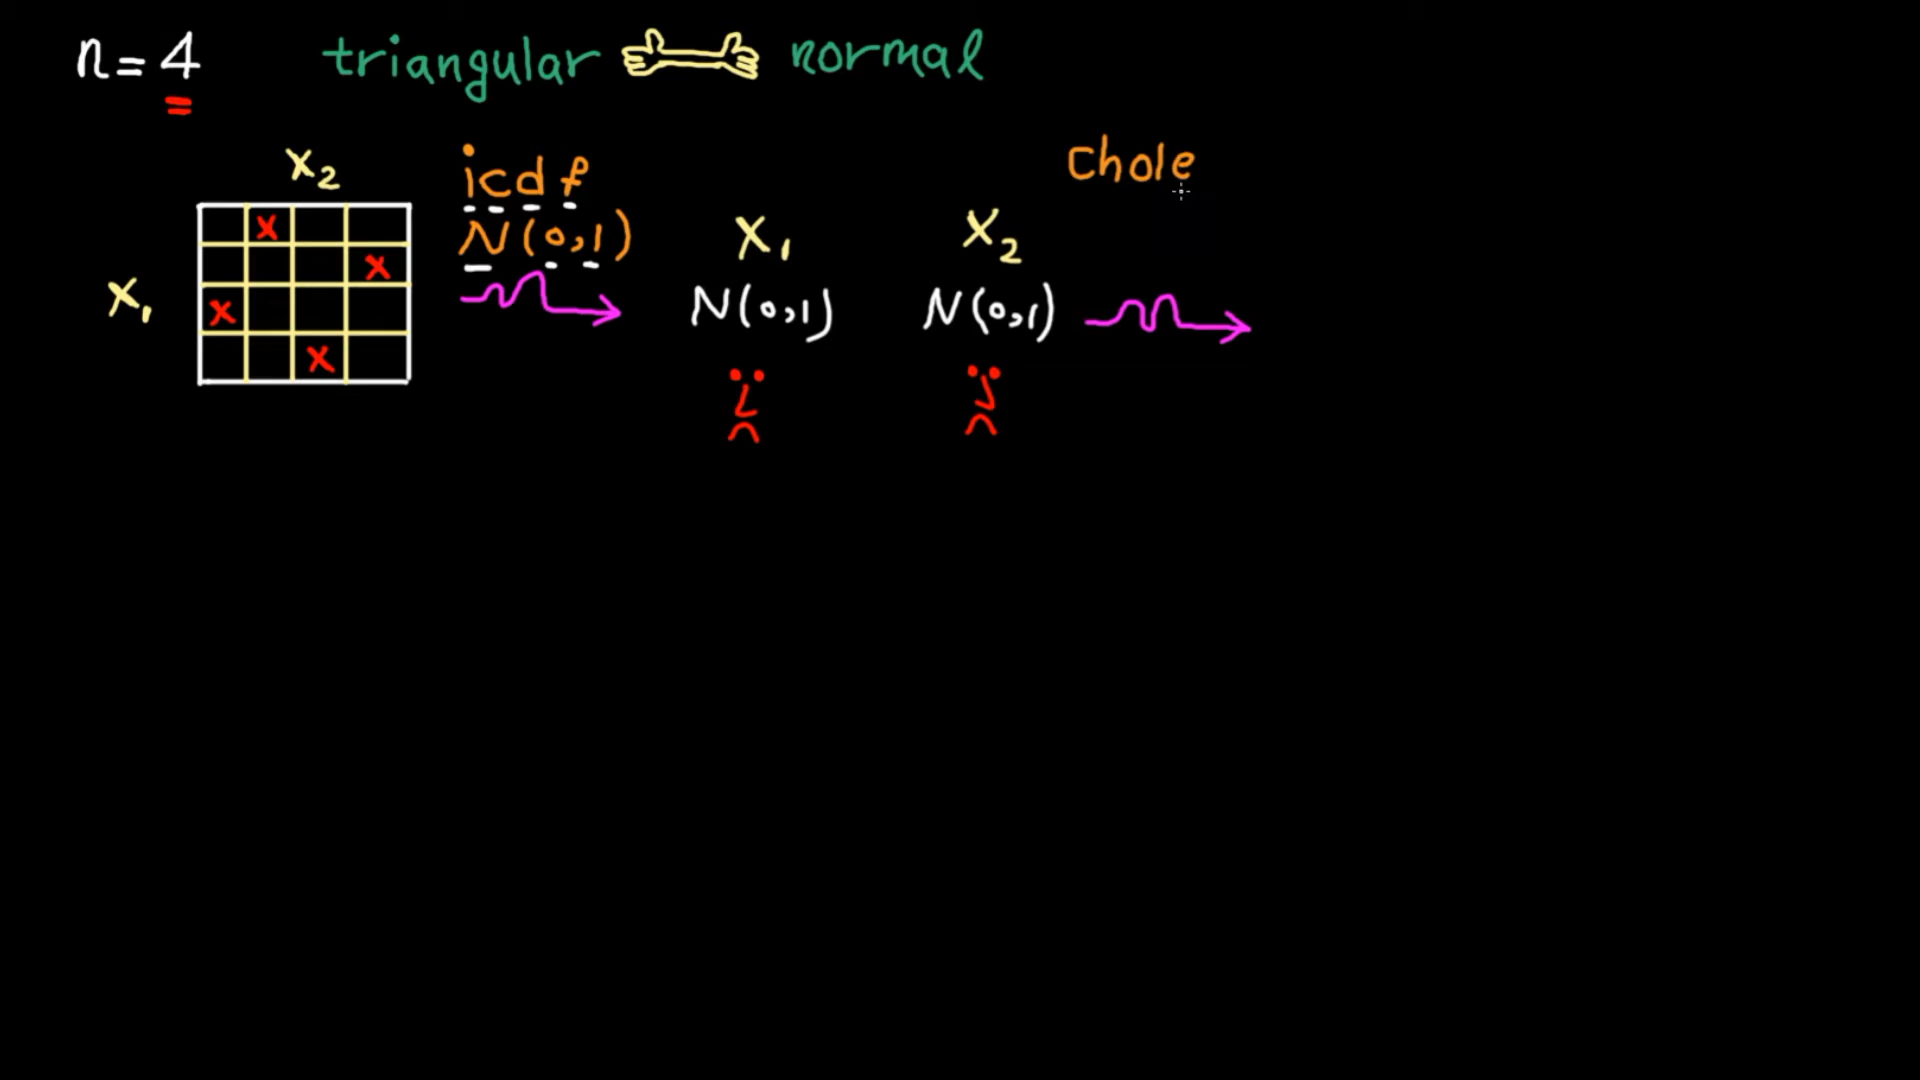 n = 4
triangular normal
x₂
x₁
x
x
x
x
icdf
N(0,1)
x₁ x₂
N(0,1) N(0,1)
Chole